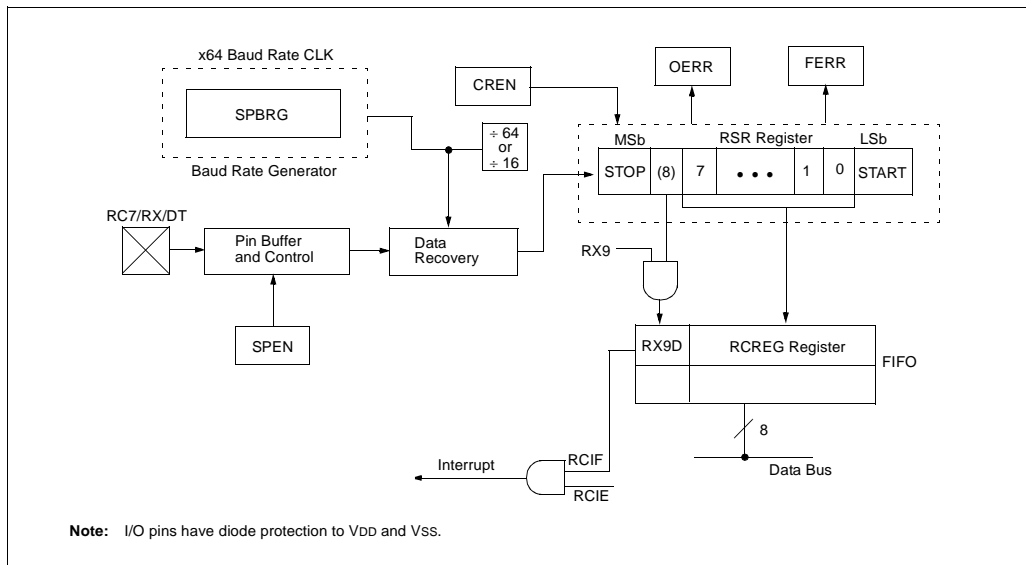 x64 Baud Rate CLK
SPBRG
Baud Rate Generator
CREN
OERR
FERR
÷ 64
or
÷ 16
MSb
RSR Register
LSb
STOP
(8)
7
• • •
1
0
START
RC7/RX/DT
Pin Buffer
and Control
Data
Recovery
SPEN
RX9
RX9D
RCREG Register
FIFO
8
Data Bus
Interrupt
RCIF
RCIE
Note: I/O pins have diode protection to VDD and VSS.